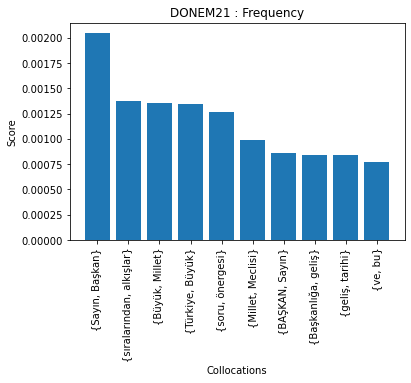 DONEM21 : Frequency
Score
0.00200
0.00175
0.00150
0.00125
0.00100
0.00075
0.00050
0.00025
0.00000
{Sayın, Başkan}
{sıralarından, alkışlar}
{Büyük, Millet}
{Türkiye, Büyük}
{soru, önergesi}
{Millet, Meclisi}
{BAŞKAN, Sayın}
{Başkanlığa, geliş}
{geliş, tarihi}
{ve, bu}
Collocations